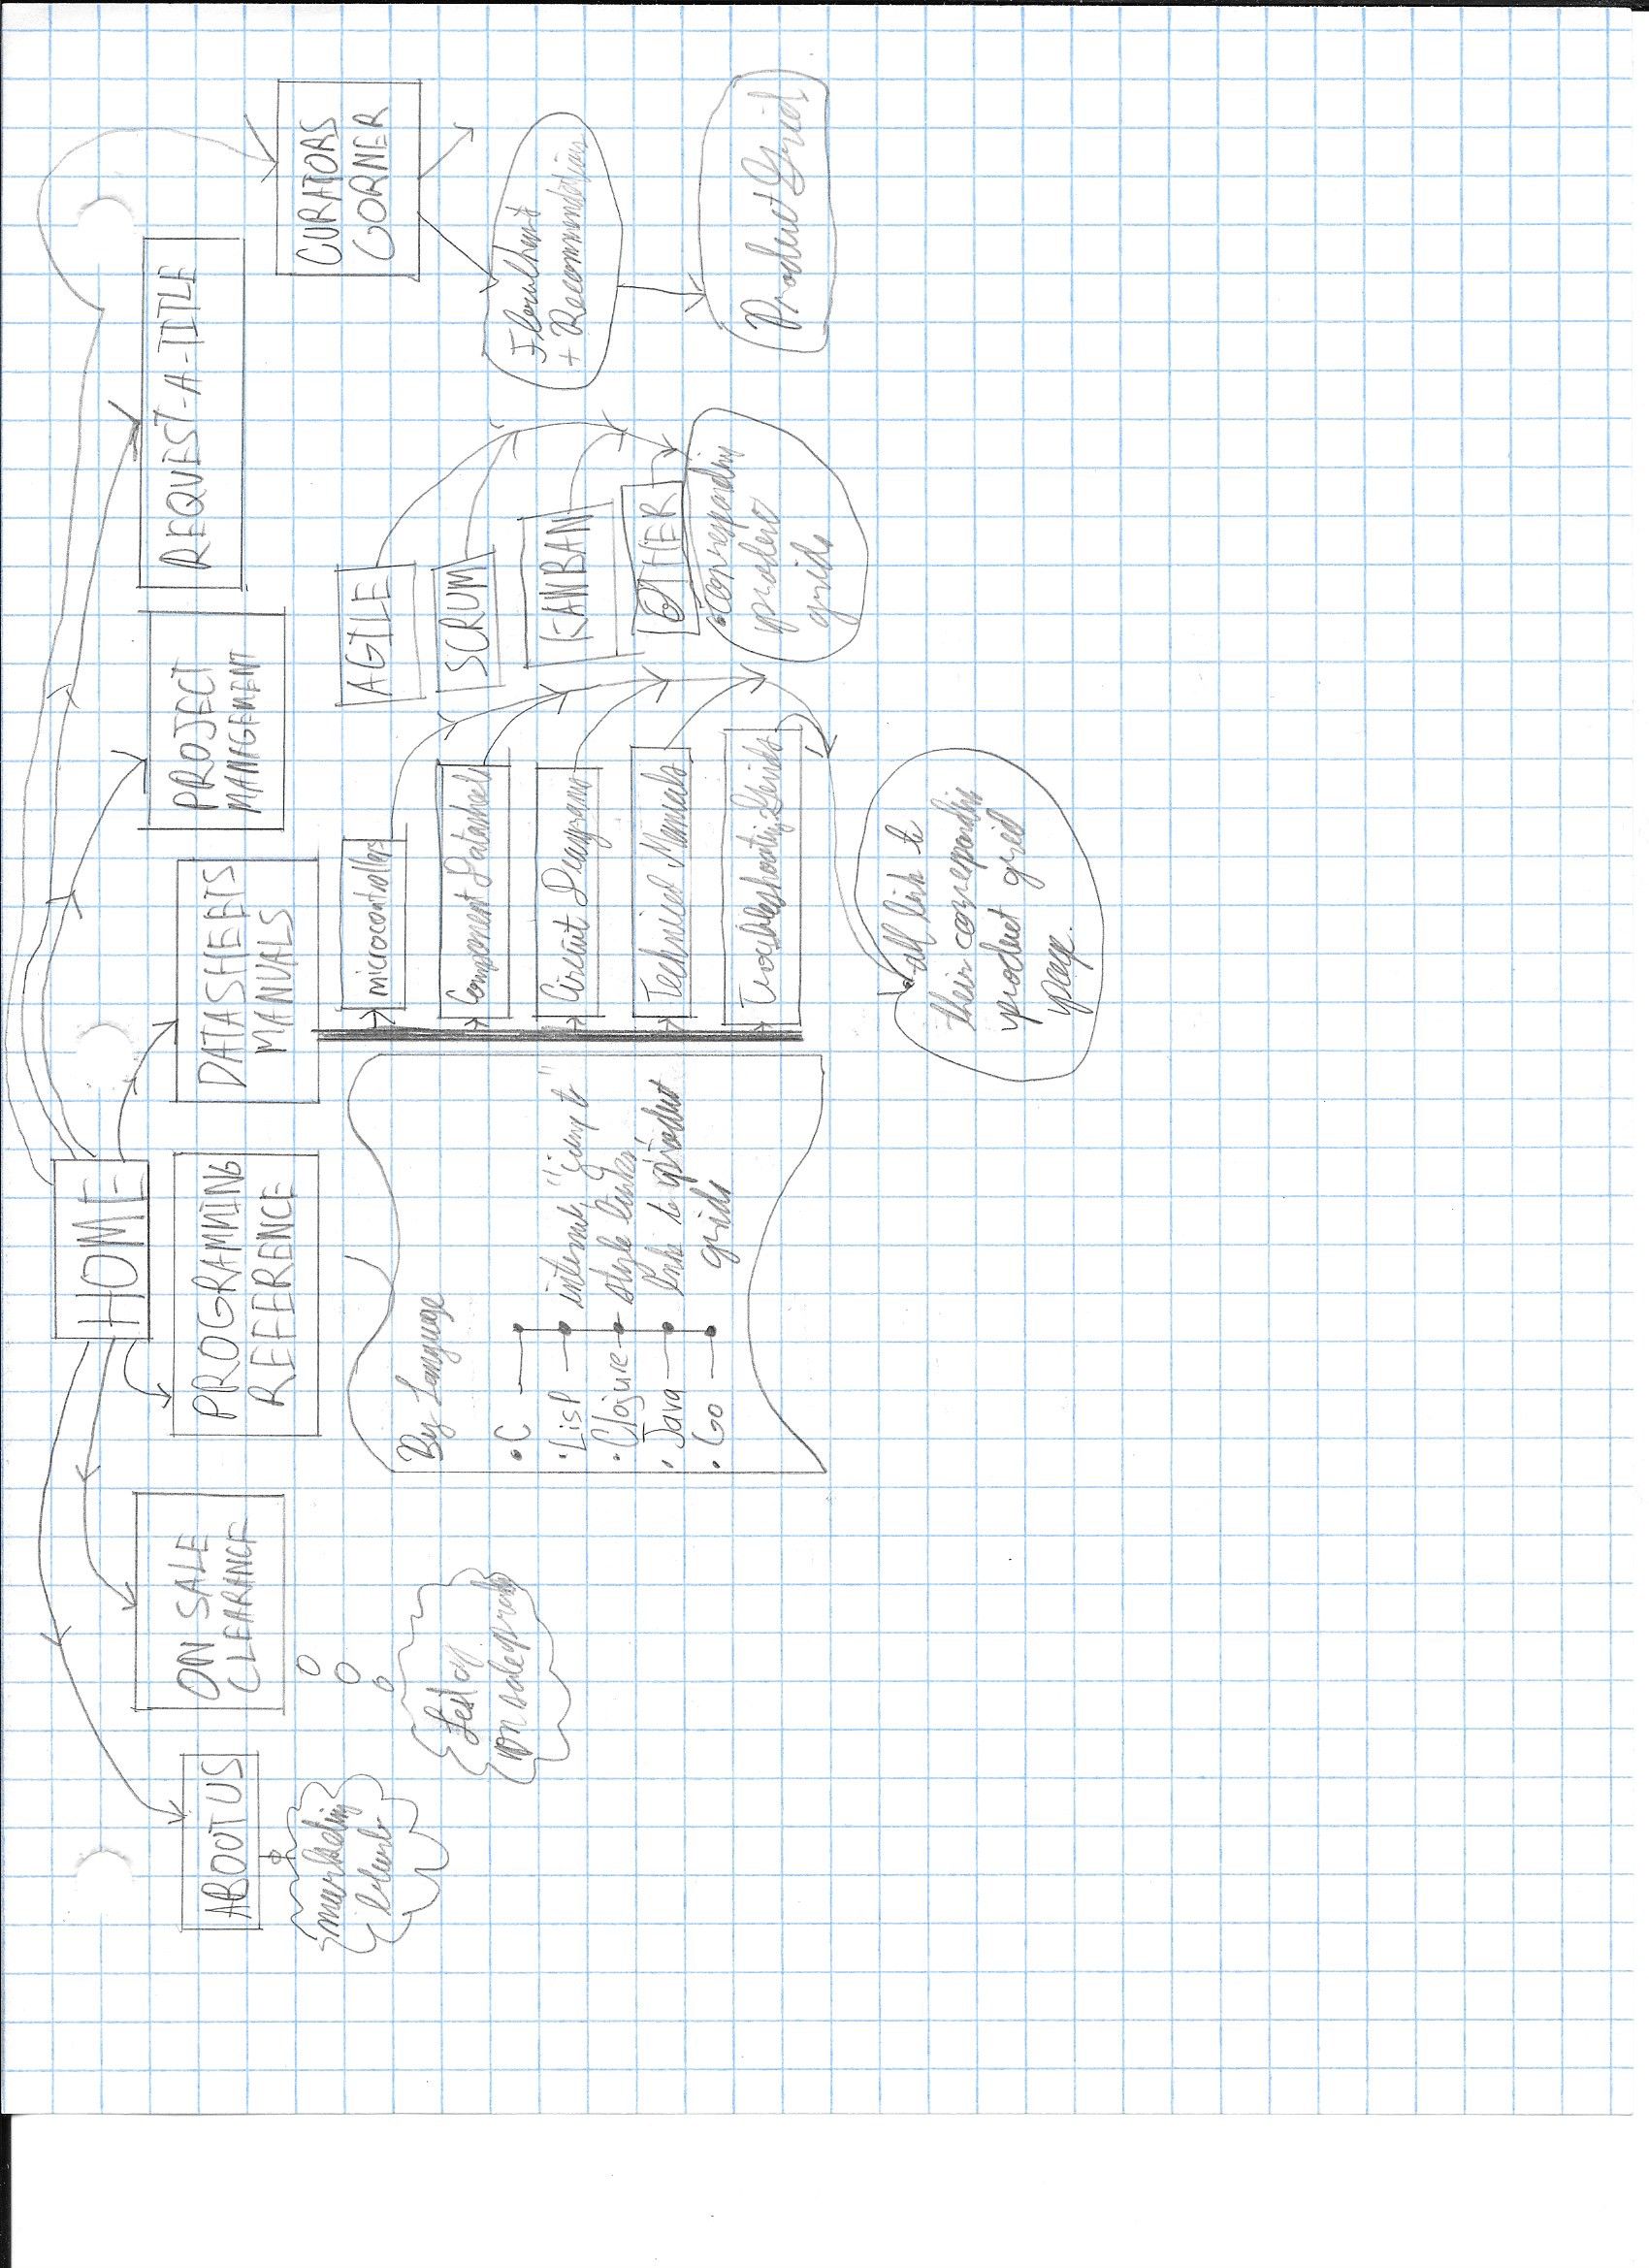 HOME
ABOUT US
marketing
blurb
ON SALE
CLEARANCE
List of
on sale prods
PROGRAMMING
REFERENCE
By Language
• C
• Lisp
• Clojure
• Java
• Go
internal "jump to"
style links
links to product
grids
DATASHEETS
MANUALS
microcontrollers
Component Datasheets
Circuit Diagrams
Technical Manuals
Troubleshooting Guides
• all link to
their corresponding
product grid
page.
PROJECT
MANAGEMENT
AGILE
SCRUM
KANBAN
OTHER
• corresponding
grids
REQUEST-A-TITLE
CURATORS
CORNER
Flowchart
+ Recommendations
Product Grid